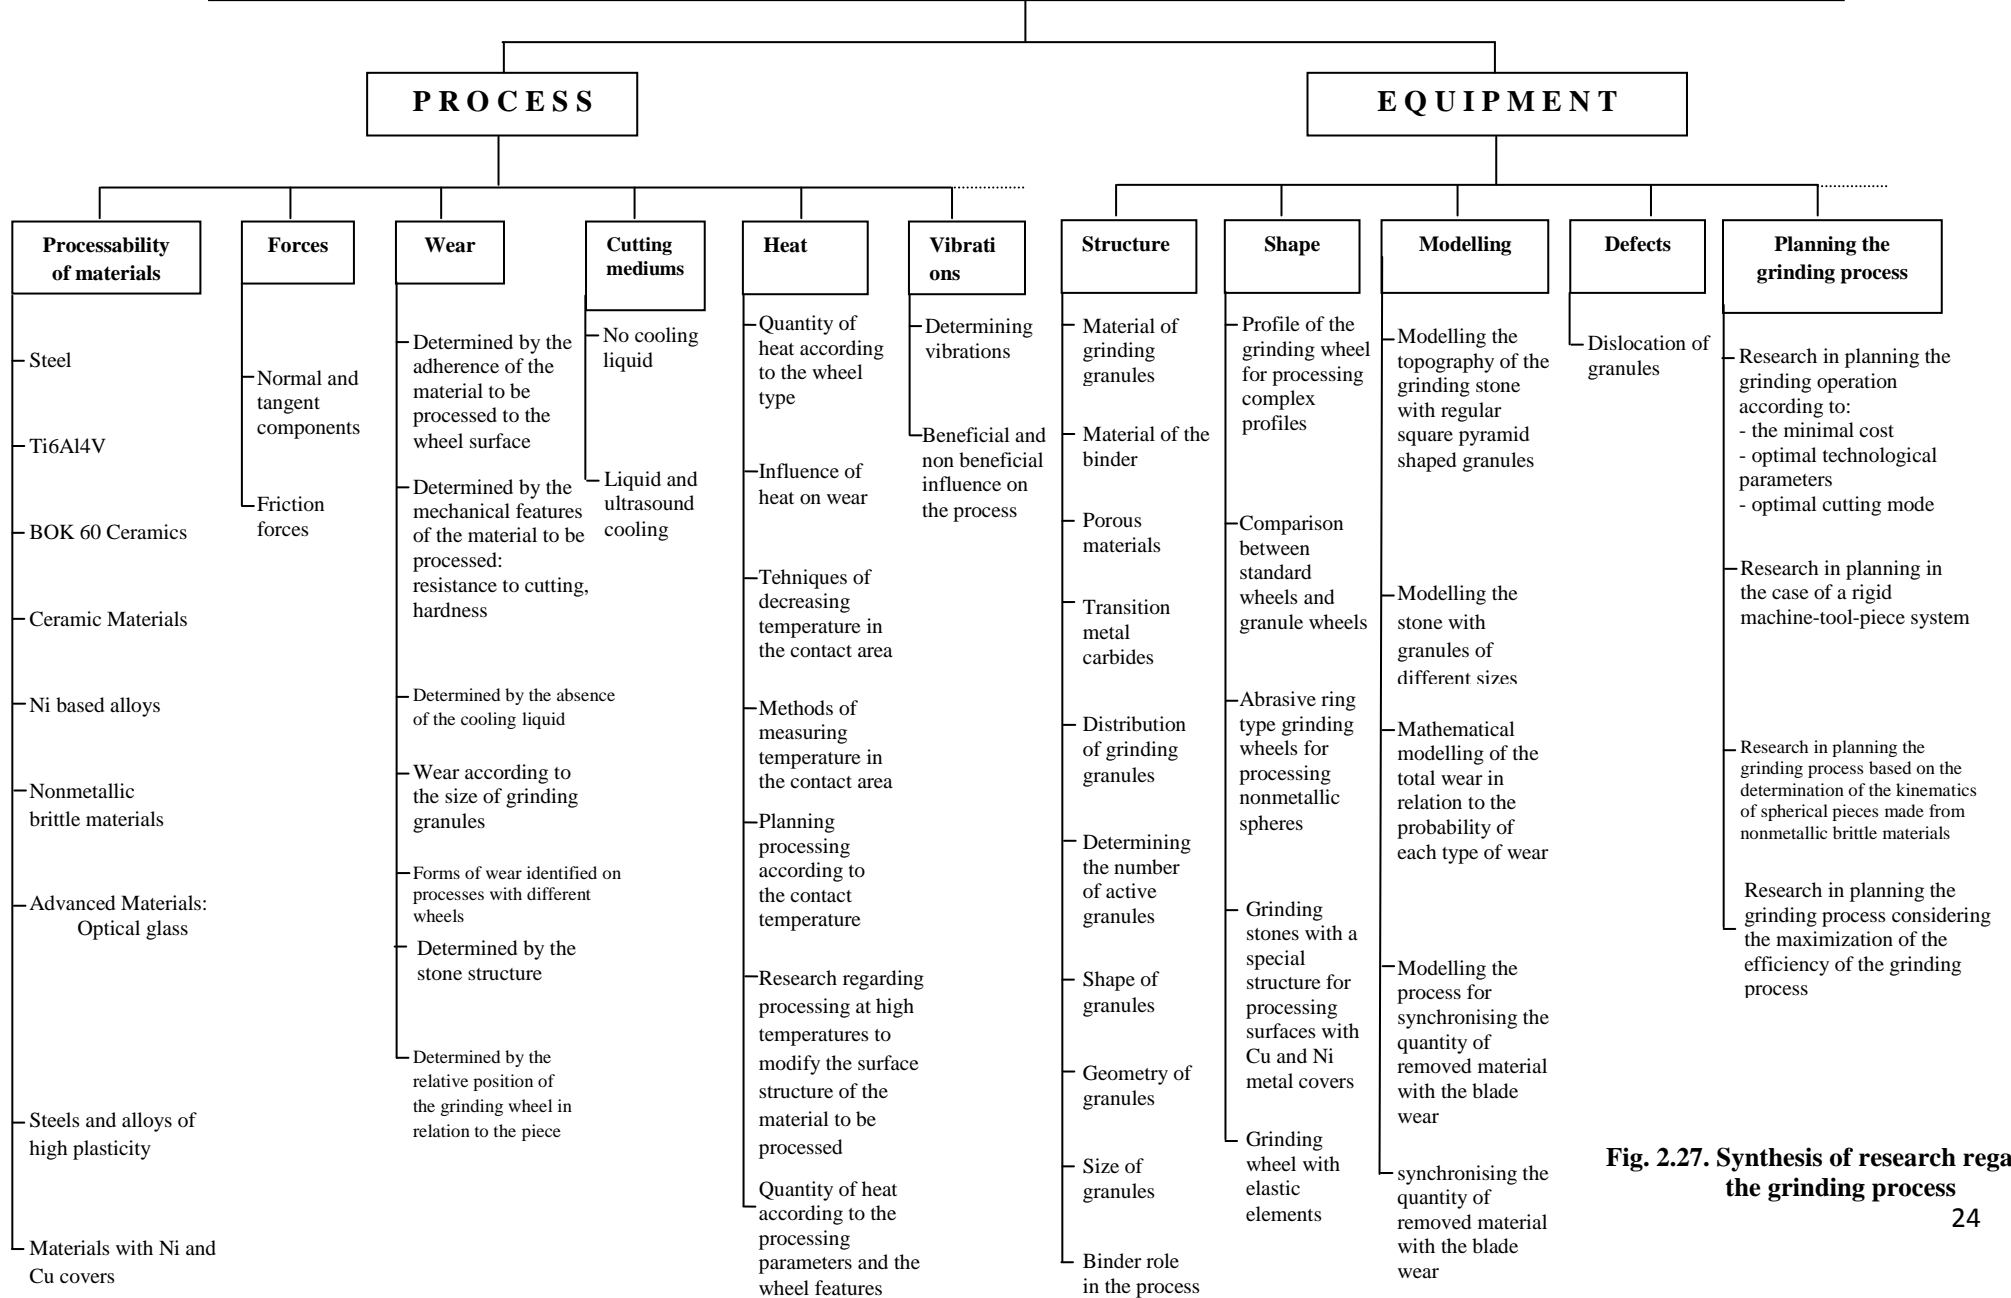 P R O C E S S
E Q U I P M E N T
Processability
of materials
Steel
Ti6Al4V
BOK 60 Ceramics
Ceramic Materials
Ni based alloys
Nonmetallic
brittle materials
Advanced Materials:
Optical glass
Steels and alloys of
high plasticity
Materials with Ni and
Cu covers
Forces
Normal and
tangent
components
Friction
forces
Wear
Determined by the
adherence of the
material to be
processed to the
wheel surface
Determined by the
mechanical features
of the material to be
processed:
resistance to cutting,
hardness
Determined by the absence
of the cooling liquid
Wear according to
the size of grinding
granules
Forms of wear identified on
processes with different
wheels
Determined by the
stone structure
Determined by the
relative position of
the grinding wheel in
relation to the piece
Cutting
mediums
No cooling
liquid
Liquid and
ultrasound
cooling
Heat
Quantity of
heat according
to the wheel
type
Influence of
heat on wear
Tehniques of
decreasing
temperature in
the contact area
Methods of
measuring
temperature in
the contact area
Planning
processing
according to
the contact
temperature
Research regarding
processing at high
temperatures to
modify the surface
structure of the
material to be
processed
Quantity of heat
according to the
processing
parameters and the
wheel features
Vibrati
ons
Determining
vibrations
Beneficial and
non beneficial
influence on
the process
Structure
Material of
grinding
granules
Material of the
binder
Porous
materials
Transition
metal
carbides
Distribution
of grinding
granules
Determining
the number
of active
granules
Shape of
granules
Geometry of
granules
Size of
granules
Binder role
in the process
Shape
Profile of the
grinding wheel
for processing
complex
profiles
Comparison
between
standard
wheels and
granule wheels
Abrasive ring
type grinding
wheels for
processing
nonmetallic
spheres
Grinding
stones with a
special
structure for
processing
surfaces with
Cu and Ni
metal covers
Grinding
wheel with
elastic
elements
Modelling
Modelling the
topography of the
grinding stone
with regular
square pyramid
shaped granules
Modelling the
stone with
granules of
different sizes
Mathematical
modelling of the
total wear in
relation to the
probability of
each type of wear
Modelling the
process for
synchronising the
quantity of
removed material
with the blade
wear
synchronising the
quantity of
removed material
with the blade
wear
Defects
Dislocation of
granules
Planning the
grinding process
Research in planning the
grinding operation
according to:
- the minimal cost
- optimal technological
parameters
- optimal cutting mode
Research in planning in
the case of a rigid
machine-tool-piece system
Research in planning the
grinding process based on the
determination of the kinematics
of spherical pieces made from
nonmetallic brittle materials
Research in planning the
grinding process considering
the maximization of the
efficiency of the grinding
process
Fig. 2.27. Synthesis of research rega
the grinding process
24